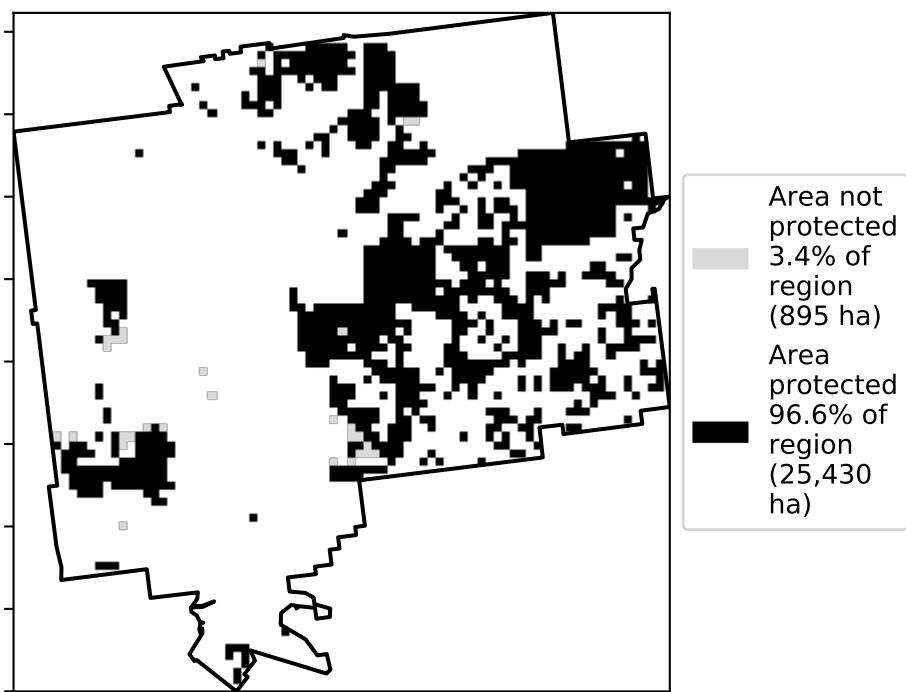 Area not
protected
3.4% of
region
(895 ha)
Area
protected
96.6% of
region
(25,430
ha)